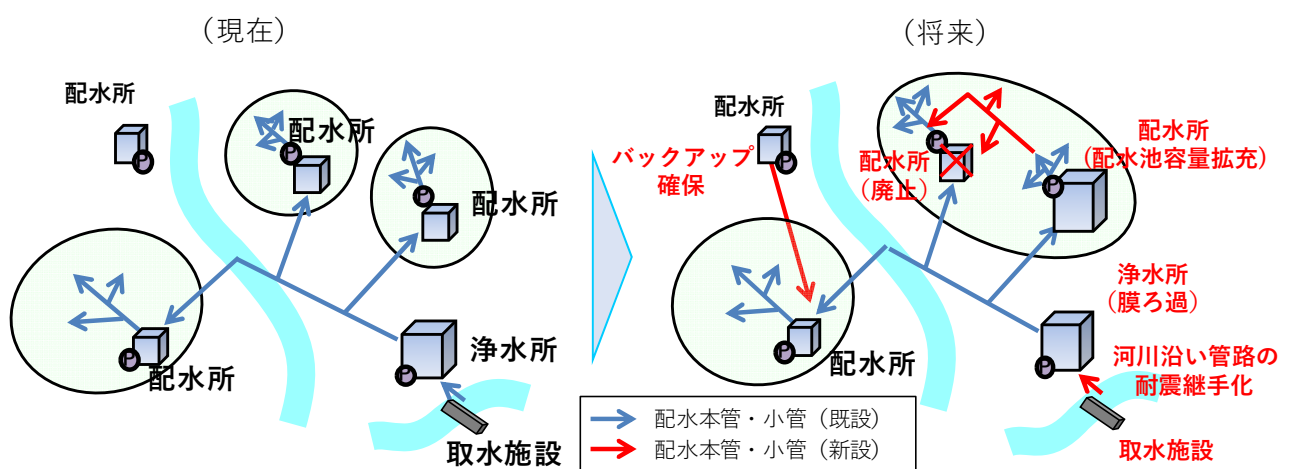 （現在）
配水所
配水所
配水所
配水所
浄水所
取水施設
P
P
P
P
P
（将来）
配水所
バックアップ
確保
配水所
（廃止）
配水所
（配水池容量拡充）
配水所
浄水所
（膜ろ過）
河川沿い管路の
耐震継手化
取水施設
P
P
P
P
P
配水本管・小管（既設）
配水本管・小管（新設）